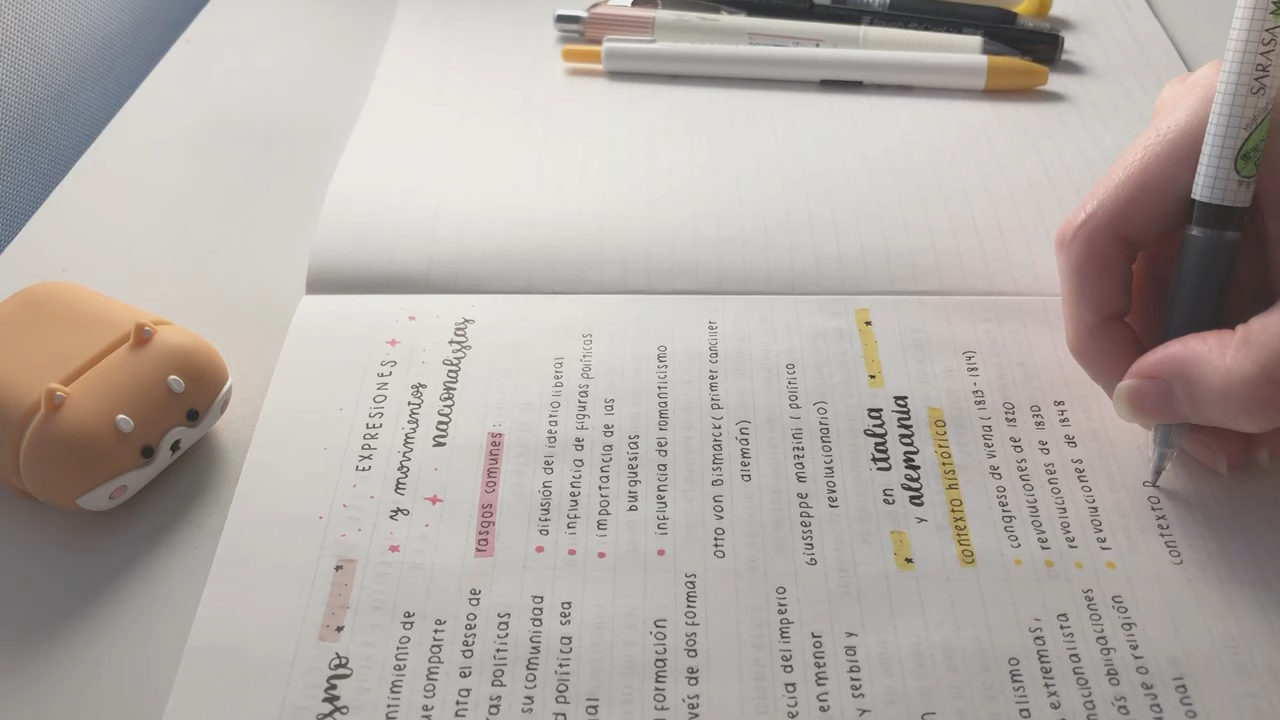 smo
ntimiento de
ue comparte
nta el deseo de
as políticas
su comunidad
d política sea
al
formación
vés de dos formas
ecia del imperio
en menor
y serbia) y
n
alismo
extremas,
nacionalista
ás obligaciones
ave o religión
onal
EXPRESIONES
y movimientos
nacionalistas
rasgos comunes:
difusión del ideario liberal
influencia de figuras políticas
importancia de las
burguesías
influencia del romanticismo
Otto von Bismarck ( primer canciller
alemán)
Giusseppe mazzini ( político
revolucionario)
en italia
y alemania
contexto histórico
congreso de viena ( 1813 - 1814)
revoluciones de 1820
revoluciones de 1830
revoluciones de 1848
contexto
SARASA